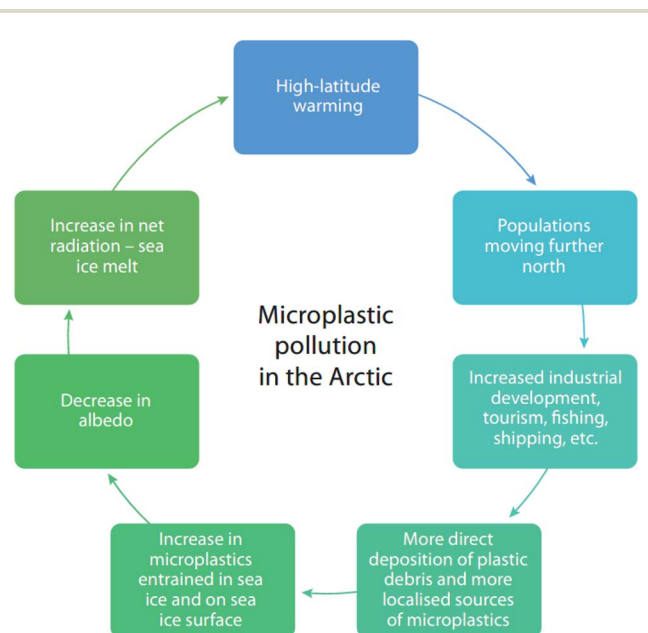 High-latitude
warming
Populations
moving further
north
Increased industrial
development,
tourism, fishing,
shipping, etc.
More direct
deposition of plastic
debris and more
localised sources
of microplastics
Increase in
microplastics
entrained in sea
ice and on sea
ice surface
Decrease in
albedo
Increase in net
radiation – sea
ice melt
Microplastic
pollution
in the Arctic